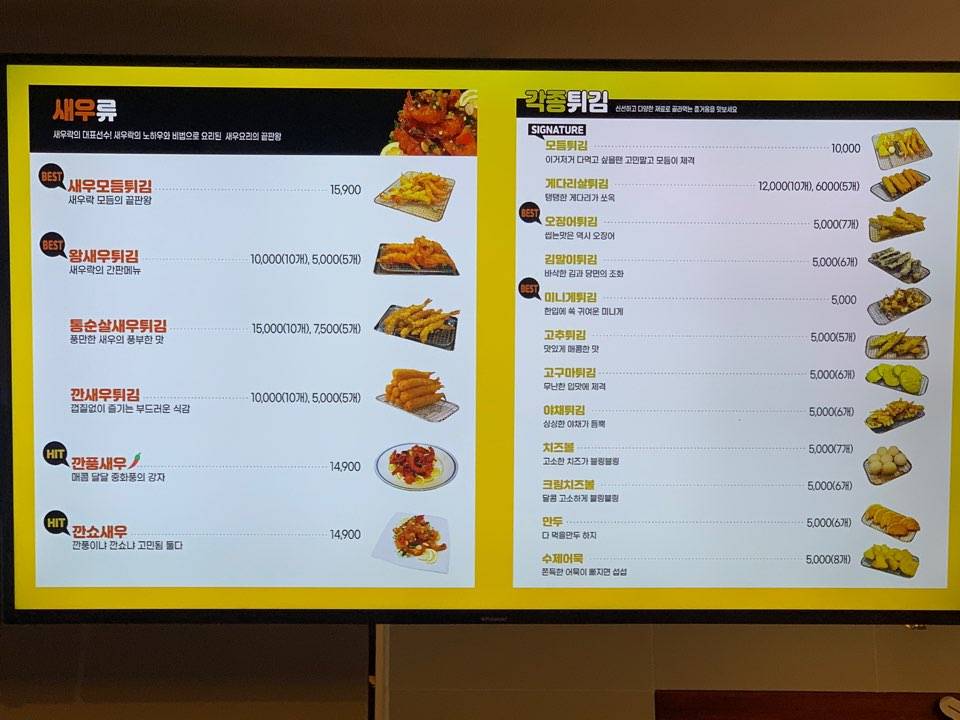 새우류
새우락의 대표선수! 새우락의 노하우와 비법으로 요리된 새우요리의 끝판왕
BEST
새우모듬튀김 15,900
새우락 모듬의 끝판왕
BEST
왕새우튀김 10,000(10개), 5,000(5개)
새우락의 간판메뉴
통순살새우튀김 15,000(10개), 7,500(5개)
풍만한 새우의 풍부한 맛
깐새우튀김 10,000(10개), 5,000(5개)
껍질없이 즐기는 부드러운 식감
HIT
깐풍새우 14,900
매콤 달달 중화풍의 강자
HIT
깐쇼새우 14,900
깐풍이냐 깐쇼냐 고민됨 둘다
각종튀김 신선하고 다양한 재료로 골라먹는 즐거움을 맛보세요
SIGNATURE
모듬튀김 10,000
이거저거 다먹고 싶을땐 고민말고 모듬이 제격
게다리살튀김 12,000(10개), 6000(5개)
탱탱한 게다리가 쏘옥
BEST
오징어튀김 5,000(7개)
씹는맛은 역시 오징어
김말이튀김 5,000(6개)
바삭한 김과 당면의 조화
BEST
미니게튀김 5,000
한입에 쏙 귀여운 미니게
고추튀김 5,000(5개)
맛있게 매콤한 맛
고구마튀김 5,000(6개)
무난한 입맛에 제격
야채튀김 5,000(6개)
싱싱한 야채가 듬뿍
치즈볼 5,000(7개)
고소한 치즈가 블링블링
크림치즈볼 5,000(6개)
달콤 고소하게 블링블링
만두 5,000(6개)
다 먹을만두 하지
수제어묵 5,000(8개)
쫀득한 어묵이 빠지면 섭섭